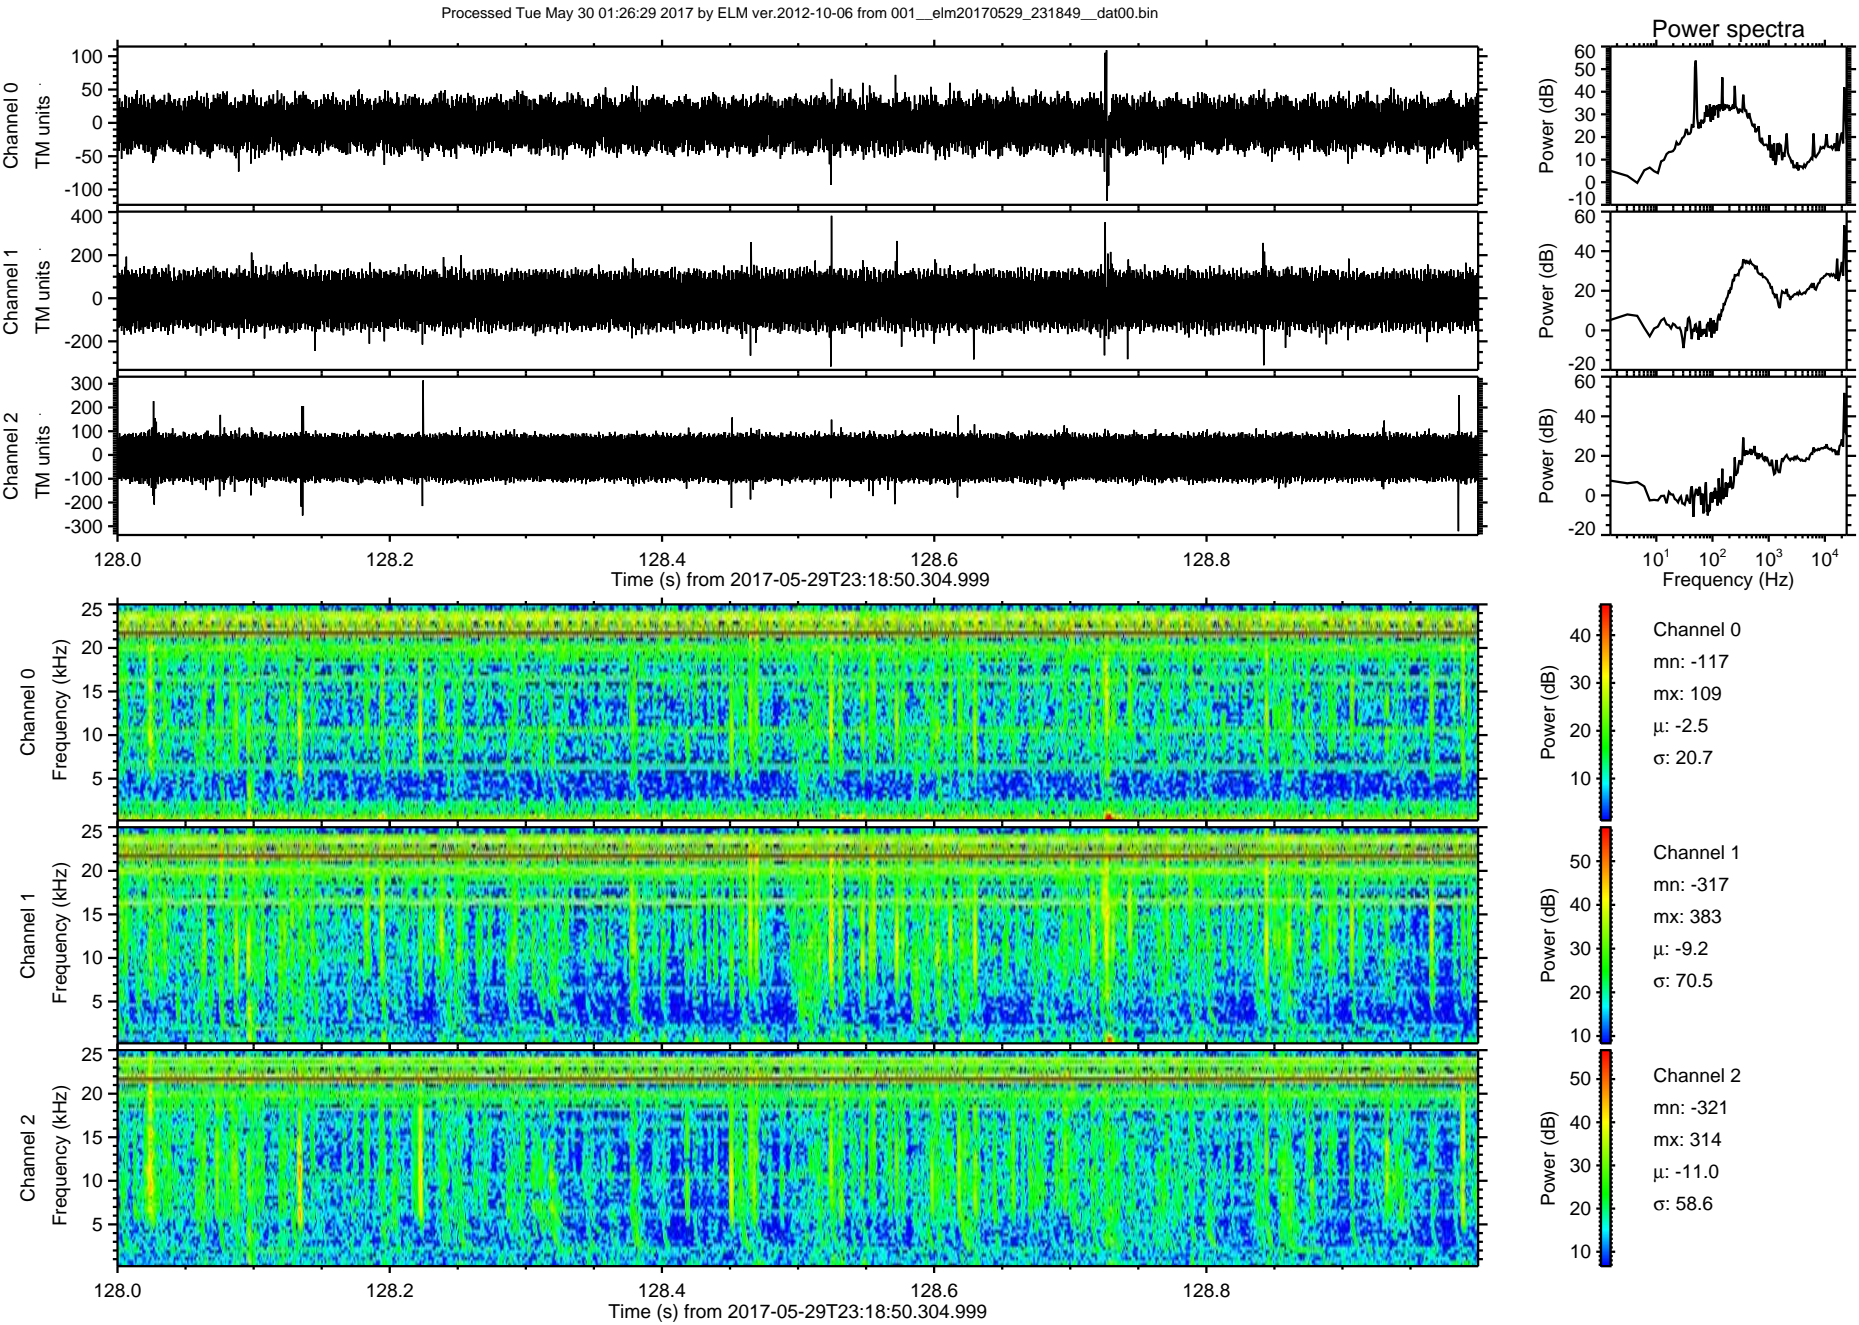 Processed Tue May 30 01:26:29 2017 by ELM ver.2012-10-06 from 001__elm20170529_231849__dat00.bin
Power spectra
Channel 0
TM units
100
50
0
-50
-100
Power (dB)
60
50
40
30
20
10
0
-10
Channel 1
TM units
400
200
0
-200
Power (dB)
60
40
20
0
-20
Channel 2
TM units
300
200
100
0
-100
-200
-300
Power (dB)
60
40
20
0
-20
128.0 128.2 128.4 128.6 128.8
Time (s) from 2017-05-29T23:18:50.304.999
10¹ 10² 10³ 10⁴
Frequency (Hz)
Channel 0
Frequency (kHz)
25
20
15
10
5
Power (dB)
40
30
20
10
Channel 0
mn: -117
mx: 109
µ: -2.5
σ: 20.7
Channel 1
Frequency (kHz)
25
20
15
10
5
Power (dB)
50
40
30
20
10
Channel 1
mn: -317
mx: 383
µ: -9.2
σ: 70.5
Channel 2
Frequency (kHz)
25
20
15
10
5
Power (dB)
50
40
30
20
10
Channel 2
mn: -321
mx: 314
µ: -11.0
σ: 58.6
128.0 128.2 128.4 128.6 128.8
Time (s) from 2017-05-29T23:18:50.304.999